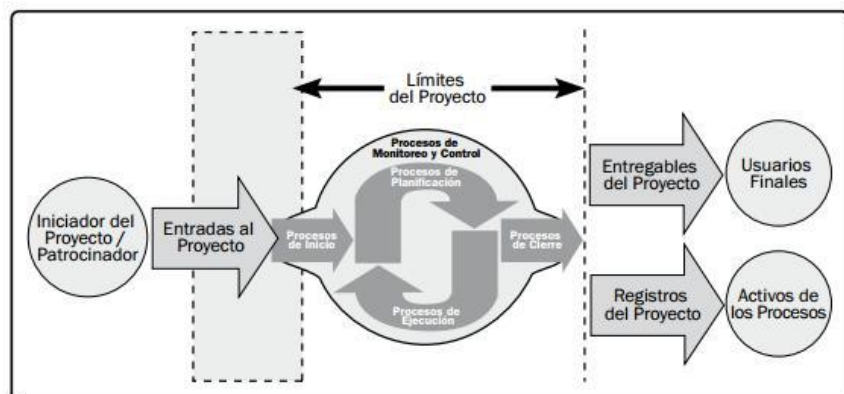 Límites
del Proyecto
Procesos de
Monitoreo y Control
Procesos de
Planificación
Iniciador del
Proyecto /
Patrocinador
Entradas al
Proyecto
Procesos
de Inicio
Procesos
de Cierre
Procesos de
Ejecución
Entregables
del Proyecto
Usuarios
Finales
Registros
del Proyecto
Activos de
los Procesos